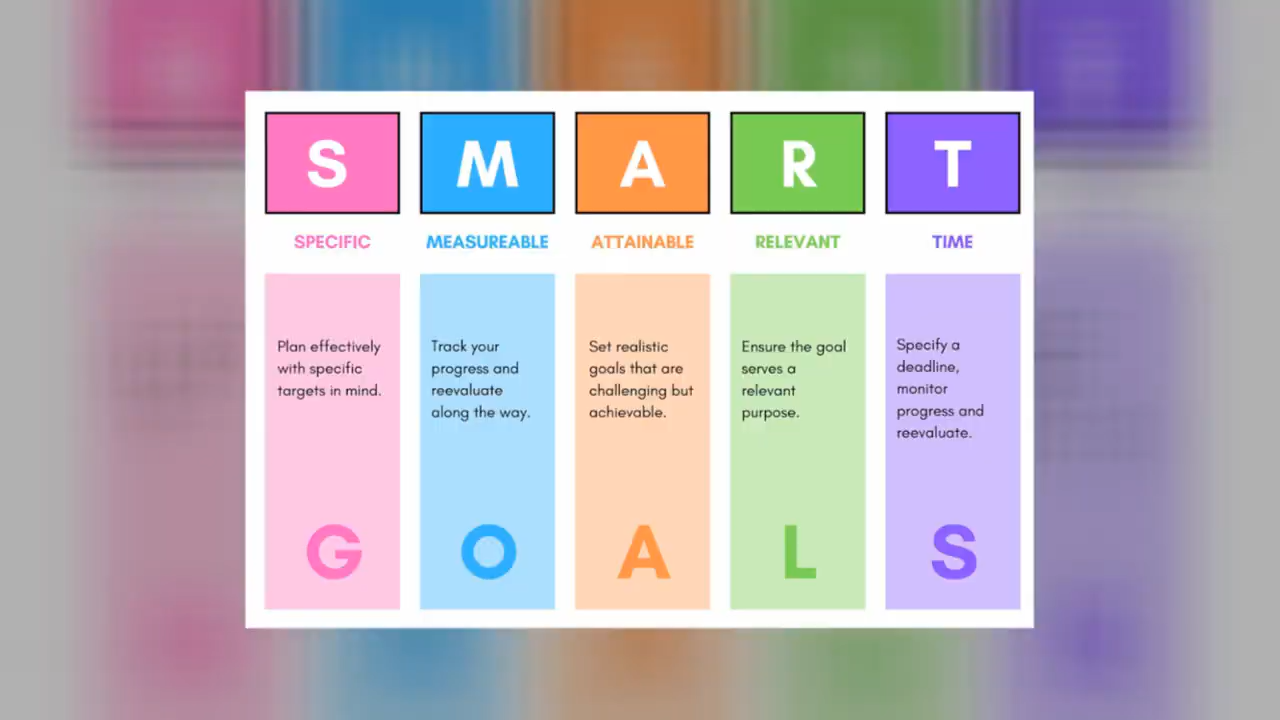 S M A R T
SPECIFIC MEASUREABLE ATTAINABLE RELEVANT TIME
Plan effectively
with specific
targets in mind.
Track your
progress and
reevaluate
along the way.
Set realistic
goals that are
challenging but
achievable.
Ensure the goal
serves a
relevant
purpose.
Specify a
deadline,
monitor
progress and
reevaluate.
G O A L S